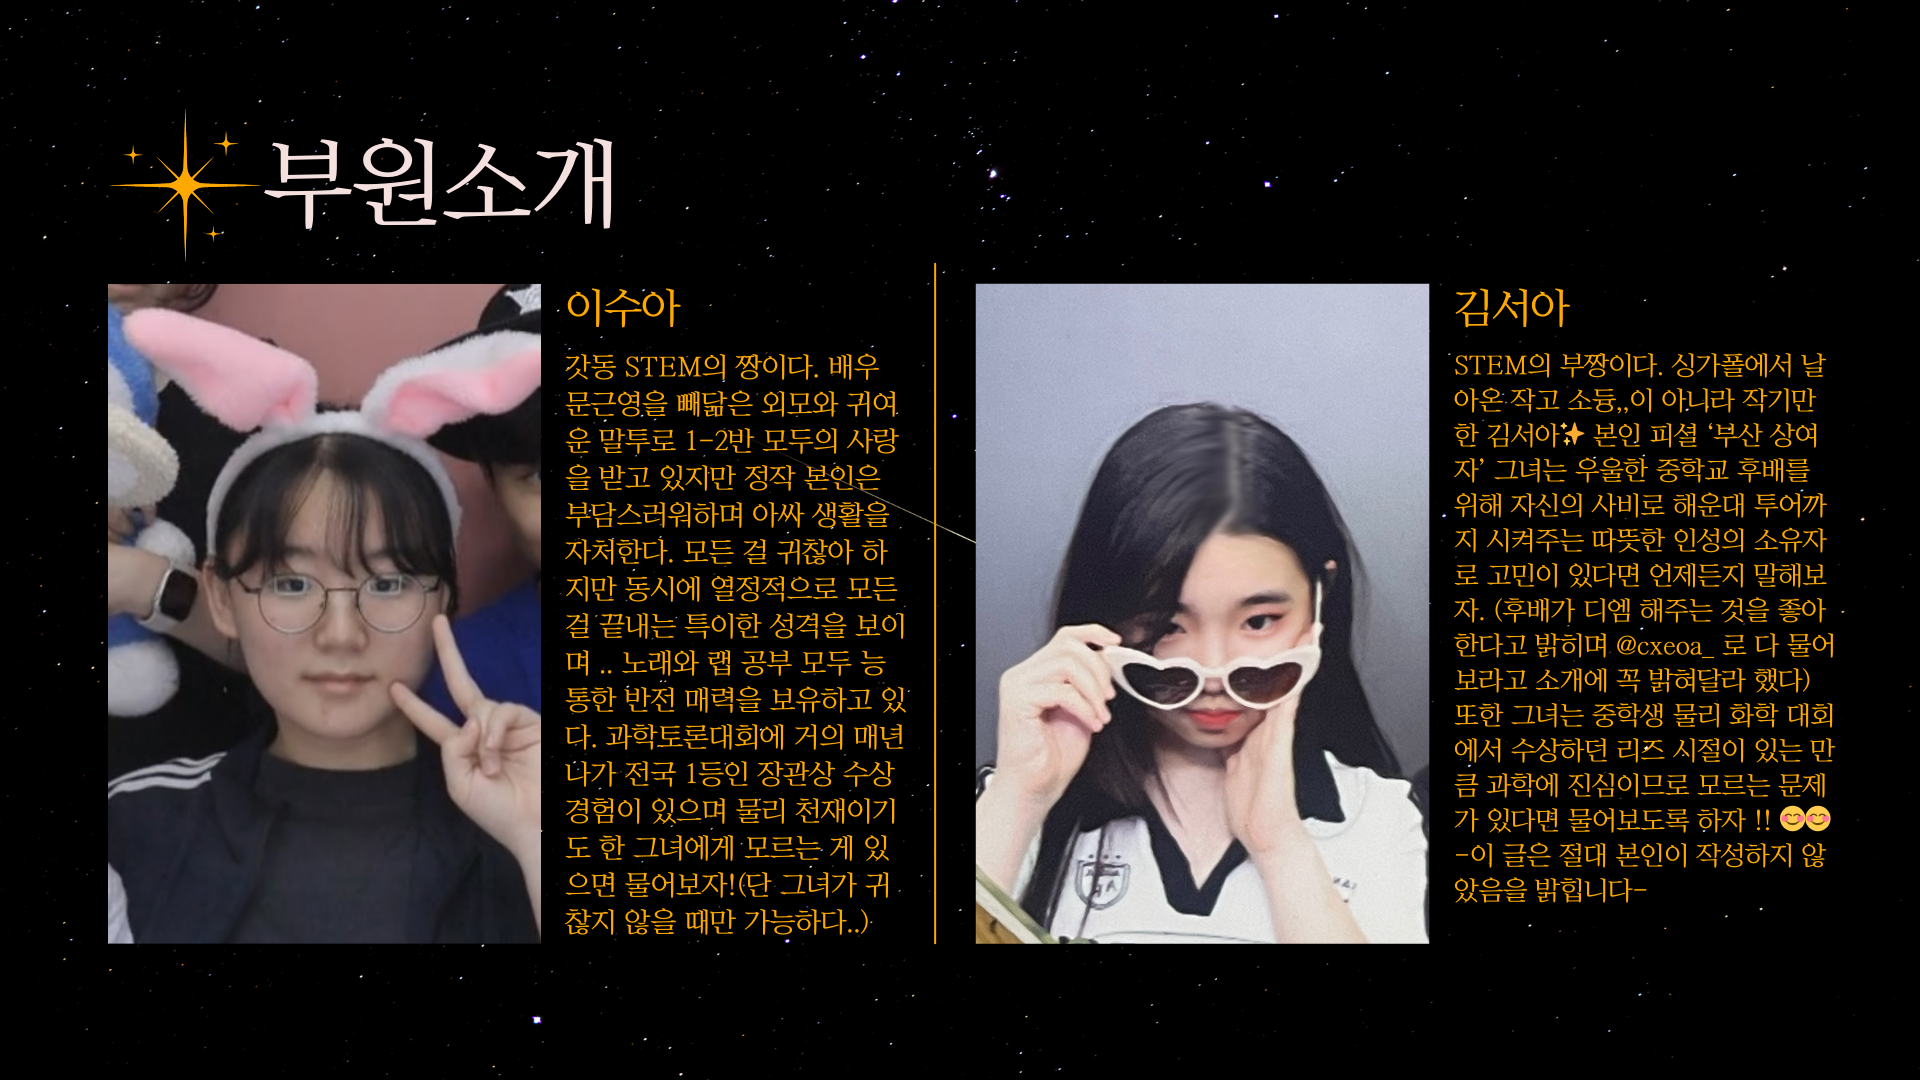 부원소개
이수아
갓동 STEM의 짱이다. 배우
문근영을 빼닮은 외모와 귀여
운 말투로 1-2반 모두의 사랑
을 받고 있지만 정작 본인은
부담스러워하며 아싸 생활을
자처한다. 모든 걸 귀찮아 하
지만 동시에 열정적으로 모든
걸 끝내는 특이한 성격을 보이
며 .. 노래와 랩 공부 모두 능
통한 반전 매력을 보유하고 있
다. 과학토론대회에 거의 매년
나가 전국 1등인 장관상 수상
경험이 있으며 물리 천재이기
도 한 그녀에게 모르는 게 있
으면 물어보자!(단 그녀가 귀
찮지 않을 때만 가능하다..)
김서아
STEM의 부짱이다. 싱가폴에서 날
아온 작고 소듕,,이 아니라 작기만
한 김서아✨ 본인 피셜 ‘부산 상여
자’ 그녀는 우울한 중학교 후배를
위해 자신의 사비로 해운대 투어까
지 시켜주는 따뜻한 인성의 소유자
로 고민이 있다면 언제든지 말해보
자. (후배가 디엠 해주는 것을 좋아
한다고 밝히며 @cxeoa_ 로 다 물어
보라고 소개에 꼭 밝혀달라 했다)
또한 그녀는 중학생 물리 화학 대회
에서 수상하던 리즈 시절이 있는 만
큼 과학에 진심이므로 모르는 문제
가 있다면 물어보도록 하자 !! 😊😊
-이 글은 절대 본인이 작성하지 않
았음을 밝힙니다-